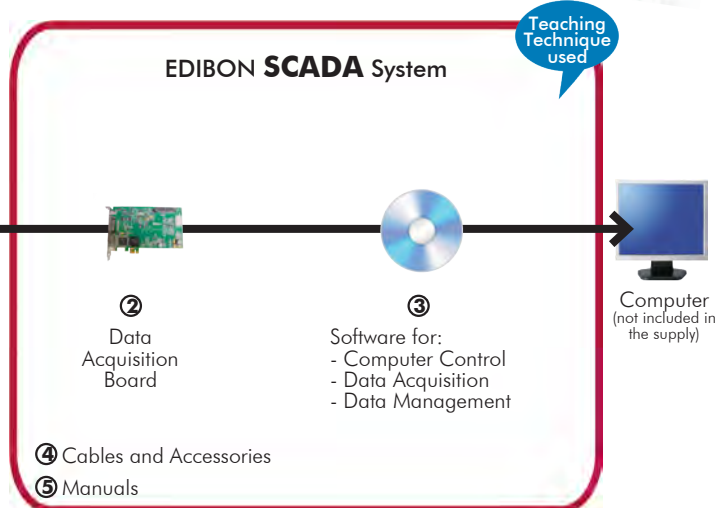 Teaching
Technique
used
EDIBON SCADA System
② 
Data
Acquisition
Board
③
Software for:
- Computer Control
- Data Acquisition
- Data Management
Computer
(not included in
the supply)
④ Cables and Accessories
⑤ Manuals